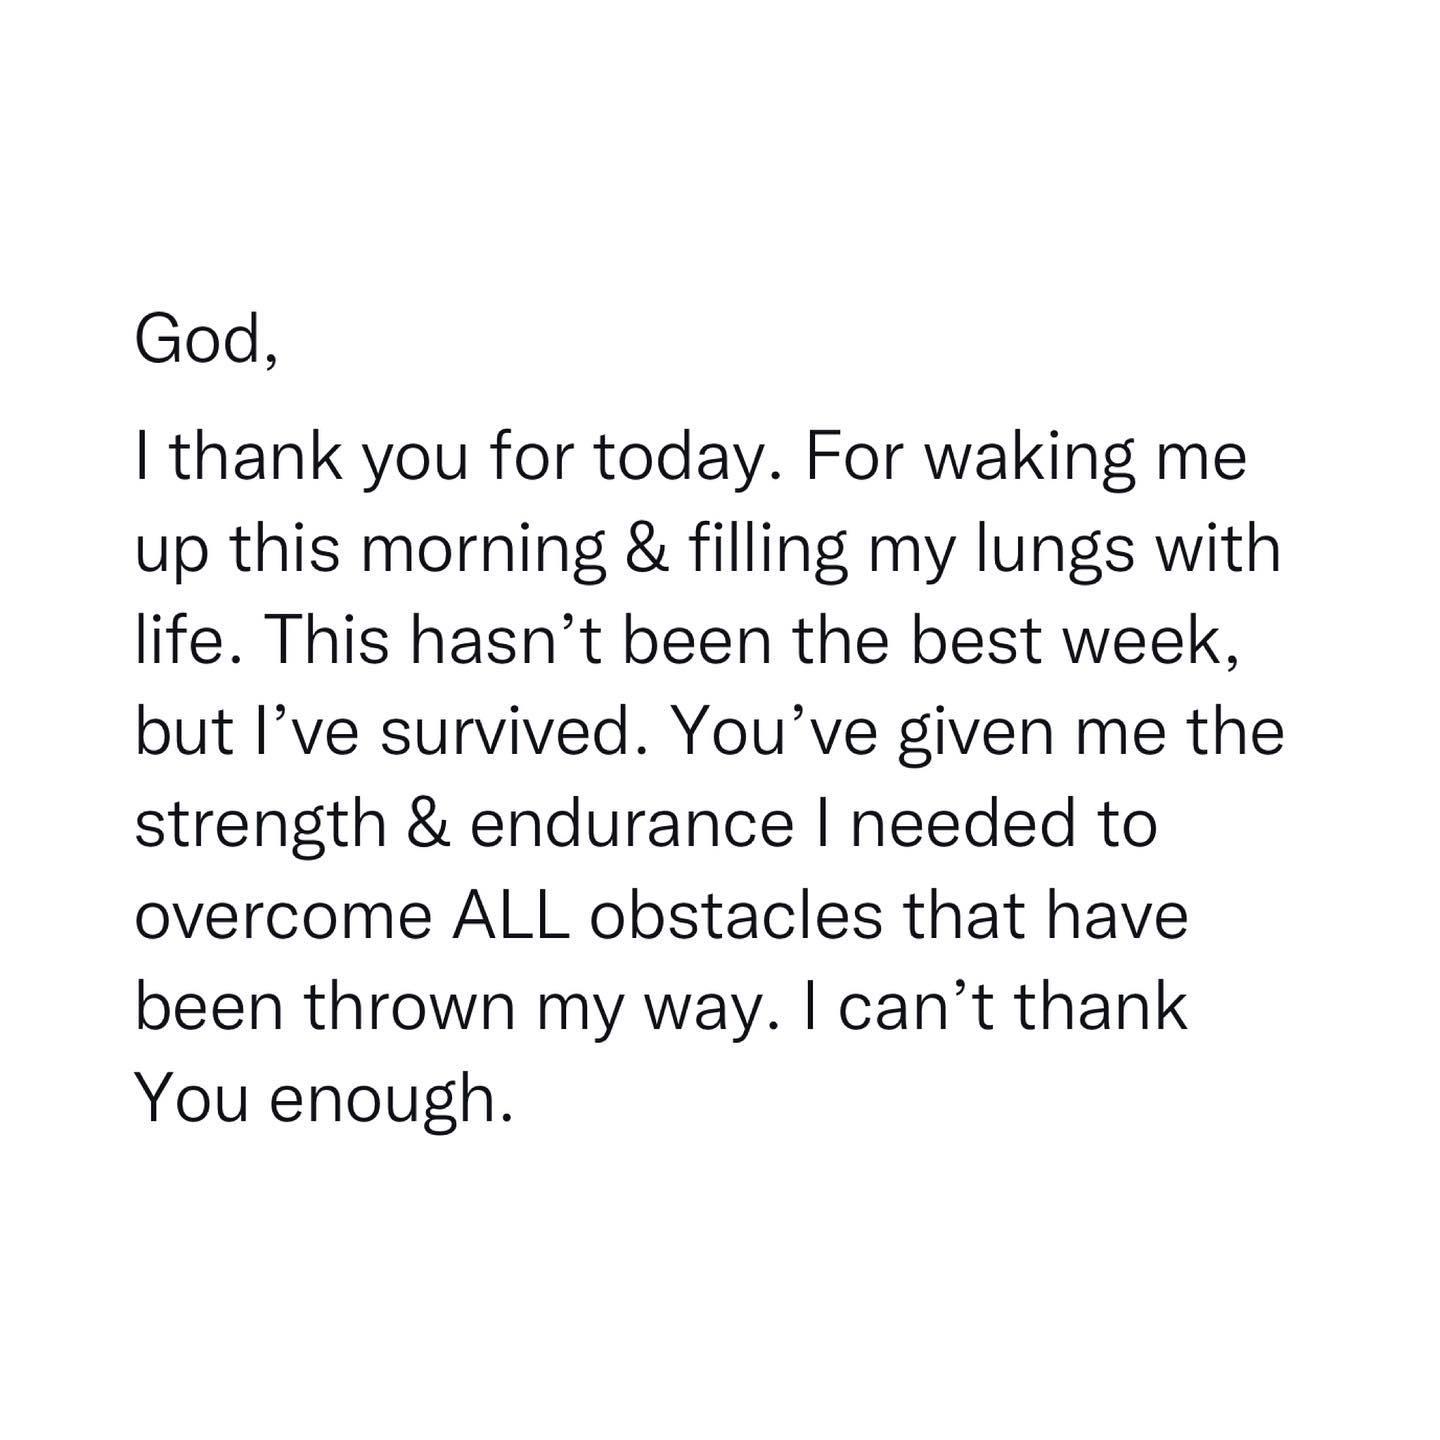 God,
I thank you for today. For waking me
up this morning & filling my lungs with
life. This hasn’t been the best week,
but I’ve survived. You’ve given me the
strength & endurance I needed to
overcome ALL obstacles that have
been thrown my way. I can’t thank
You enough.